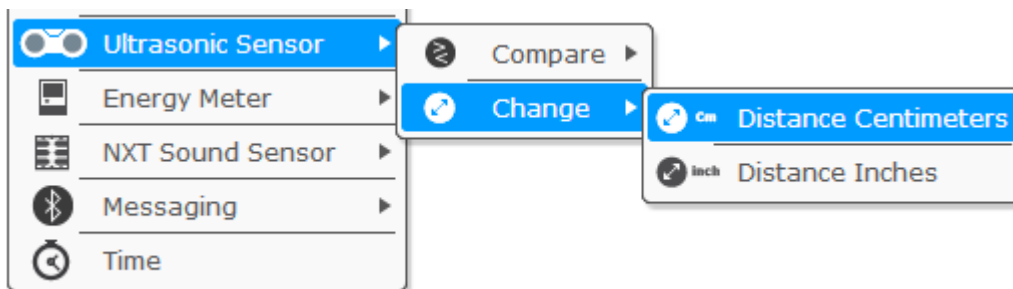 Ultrasonic Sensor
Energy Meter
NXT Sound Sensor
Messaging
Time
Compare
Change
cm Distance Centimeters
inch Distance Inches